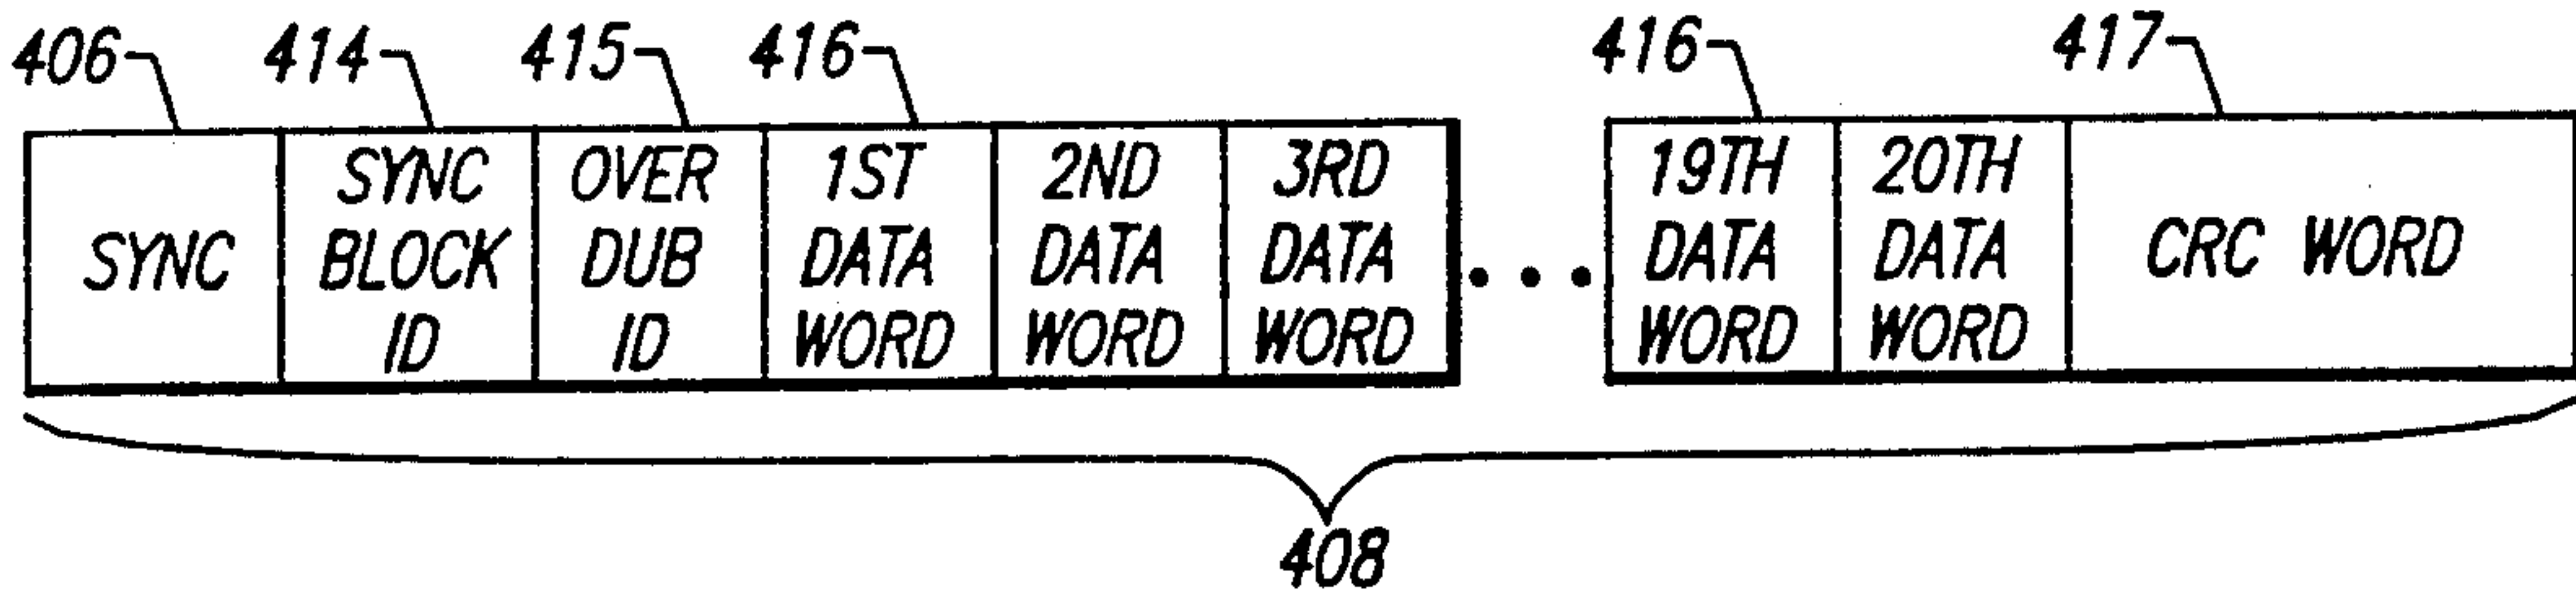 406 414 415 416 416 417
SYNC
SYNC
BLOCK
ID
OVER
DUB
ID
1ST
DATA
WORD
2ND
DATA
WORD
3RD
DATA
WORD
...
19TH
DATA
WORD
20TH
DATA
WORD
CRC WORD
408